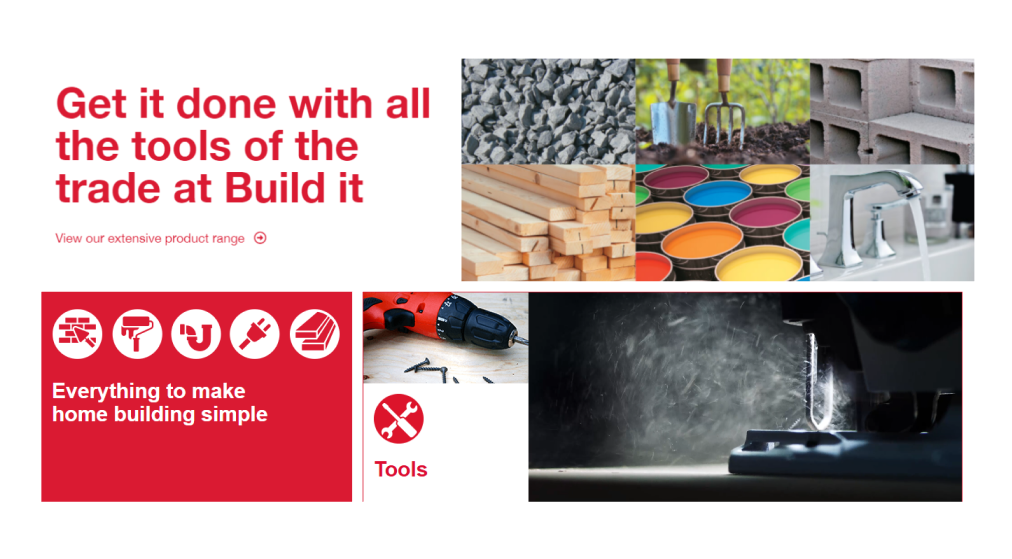 Get it done with all
the tools of the
trade at Build it
View our extensive product range
Everything to make
home building simple
Tools